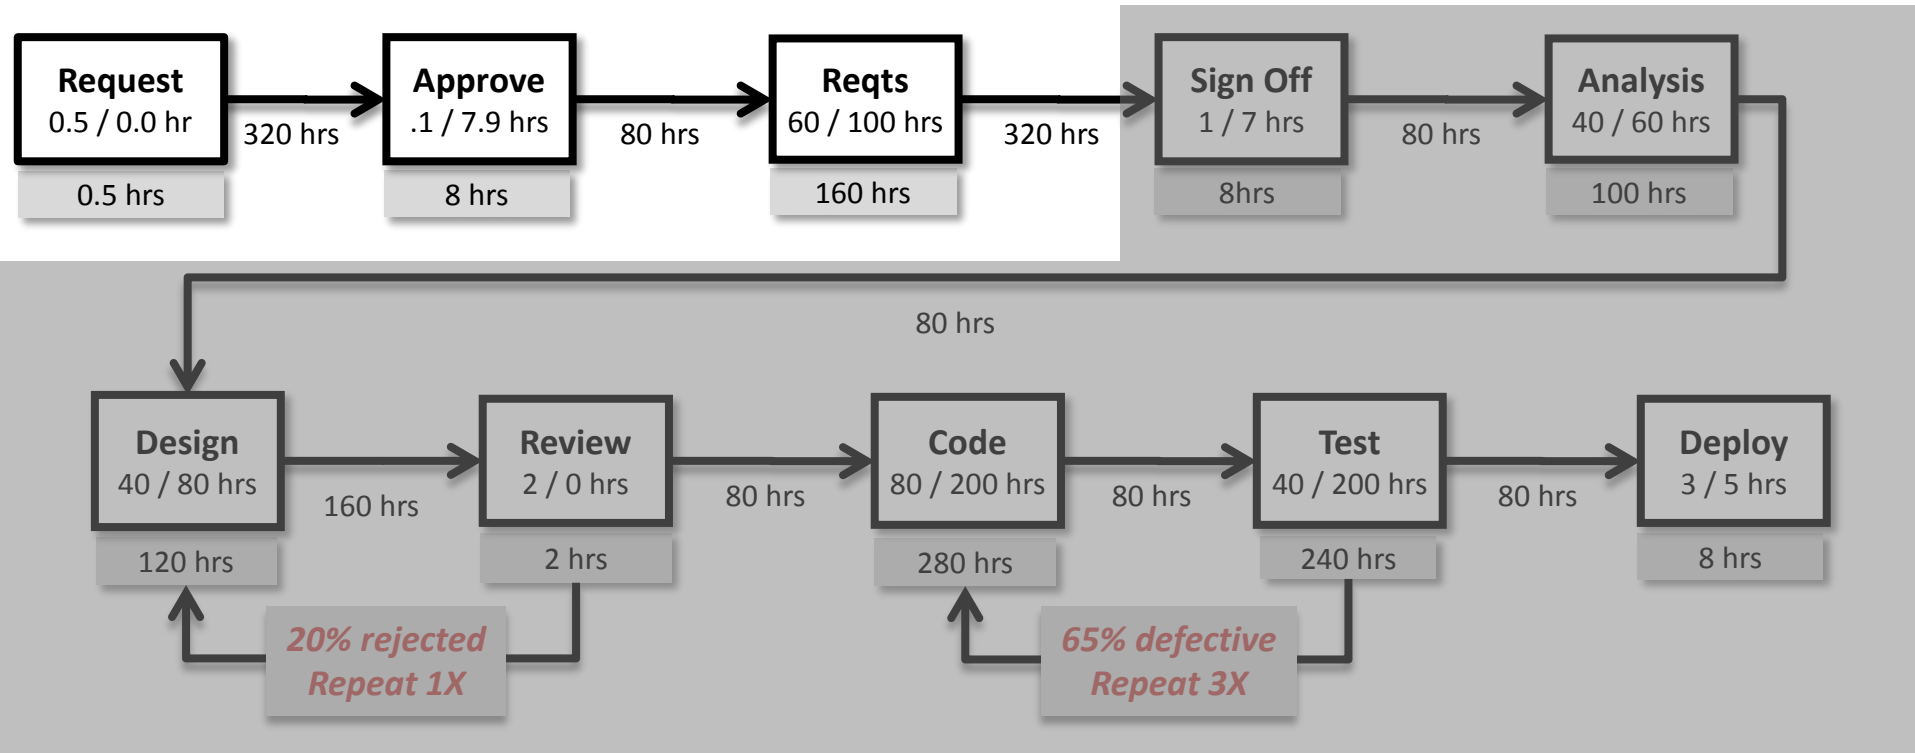 Request
0.5 / 0.0 hr
0.5 hrs
320 hrs
Approve
.1 / 7.9 hrs
8 hrs
80 hrs
Reqts
60 / 100 hrs
160 hrs
320 hrs
Sign Off
1 / 7 hrs
8hrs
80 hrs
Analysis
40 / 60 hrs
100 hrs
80 hrs
Design
40 / 80 hrs
120 hrs
160 hrs
Review
2 / 0 hrs
2 hrs
20% rejected
Repeat 1X
80 hrs
Code
80 / 200 hrs
280 hrs
80 hrs
Test
40 / 200 hrs
240 hrs
65% defective
Repeat 3X
80 hrs
Deploy
3 / 5 hrs
8 hrs